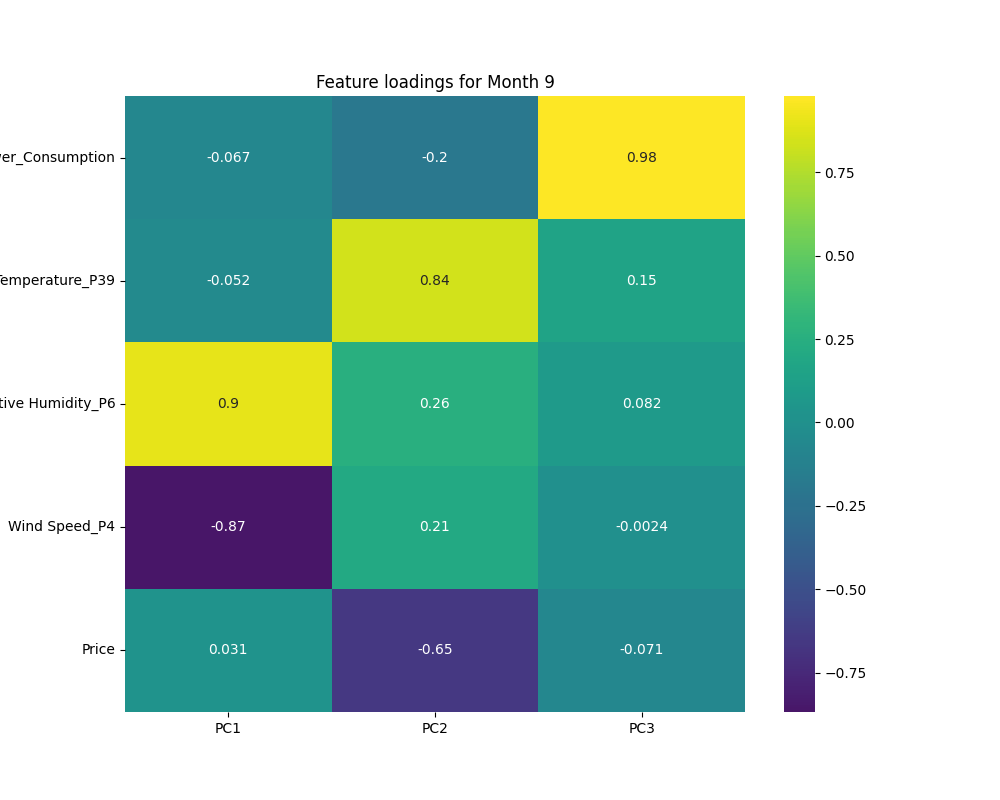 Feature loadings for Month 9
er_Consumption -0.067 -0.2 0.98
Temperature_P39 -0.052 0.84 0.15
tive Humidity_P6 0.9 0.26 0.082
Wind Speed_P4 -0.87 0.21 -0.0024
Price 0.031 -0.65 -0.071
PC1 PC2 PC3
0.75
0.50
0.25
0.00
−0.25
−0.50
−0.75